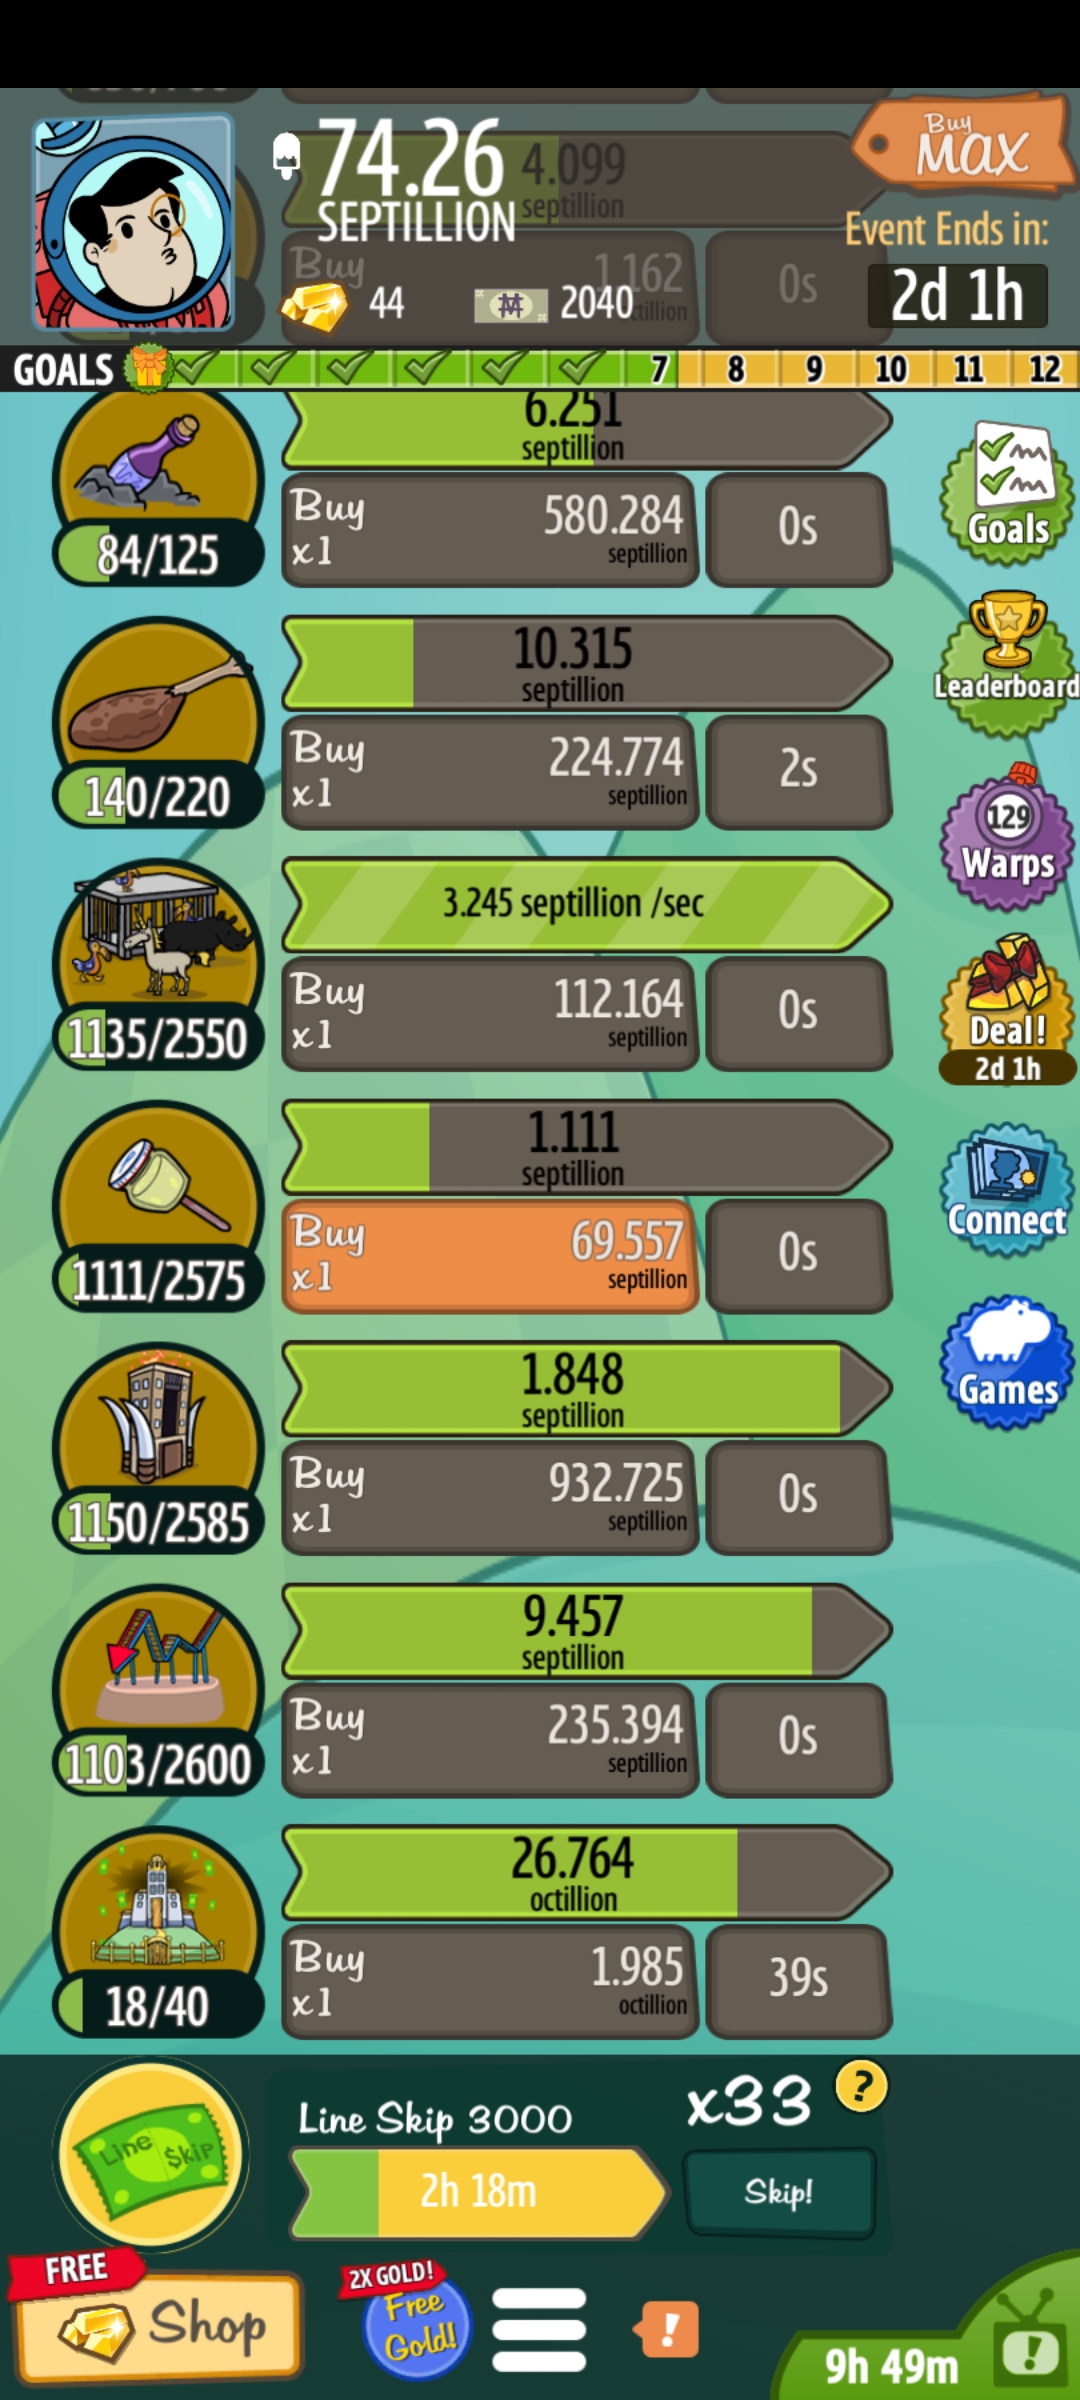 74.26
SEPTILLION
4.099
septillion
Buy
MAX
Event Ends in:
2d 1h
Buy
1.162
0s
44
2040
GOALS
7
8
9
10
11
12
6.251
septillion
Buy
x1
580.284
septillion
0s
84/125
Goals
10.315
septillion
Buy
x1
224.774
septillion
2s
140/220
Leaderboard
3.245 septillion /sec
Buy
x1
112.164
septillion
0s
1135/2550
129
Warps
Deal!
2d 1h
1.111
septillion
Buy
x1
69.557
septillion
0s
1111/2575
Connect
1.848
septillion
Buy
x1
932.725
septillion
0s
1150/2585
Games
9.457
septillion
Buy
x1
235.394
septillion
0s
1103/2600
26.764
octillion
Buy
x1
1.985
octillion
39s
18/40
Line Skip
Line Skip 3000
x33
?
2h 18m
Skip!
FREE
Shop
2X GOLD!
Free
Gold!
!
9h 49m
!